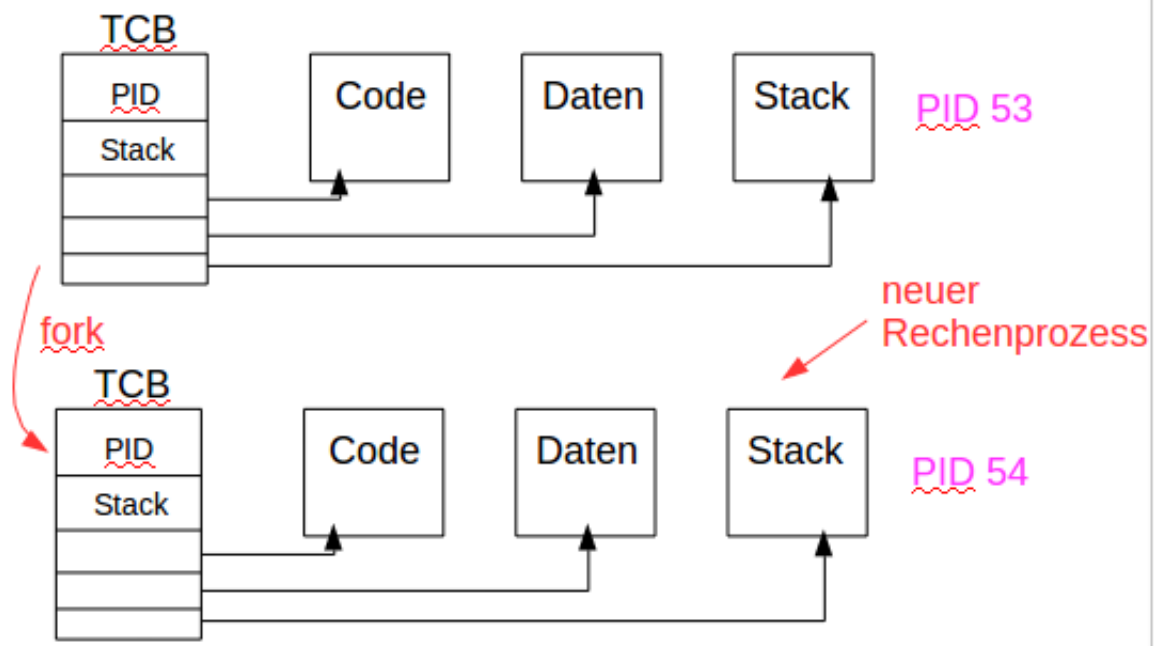 TCB
PID
Stack
Code
Daten
Stack
PID 53
fork
neuer
Rechenprozess
TCB
PID
Stack
Code
Daten
Stack
PID 54